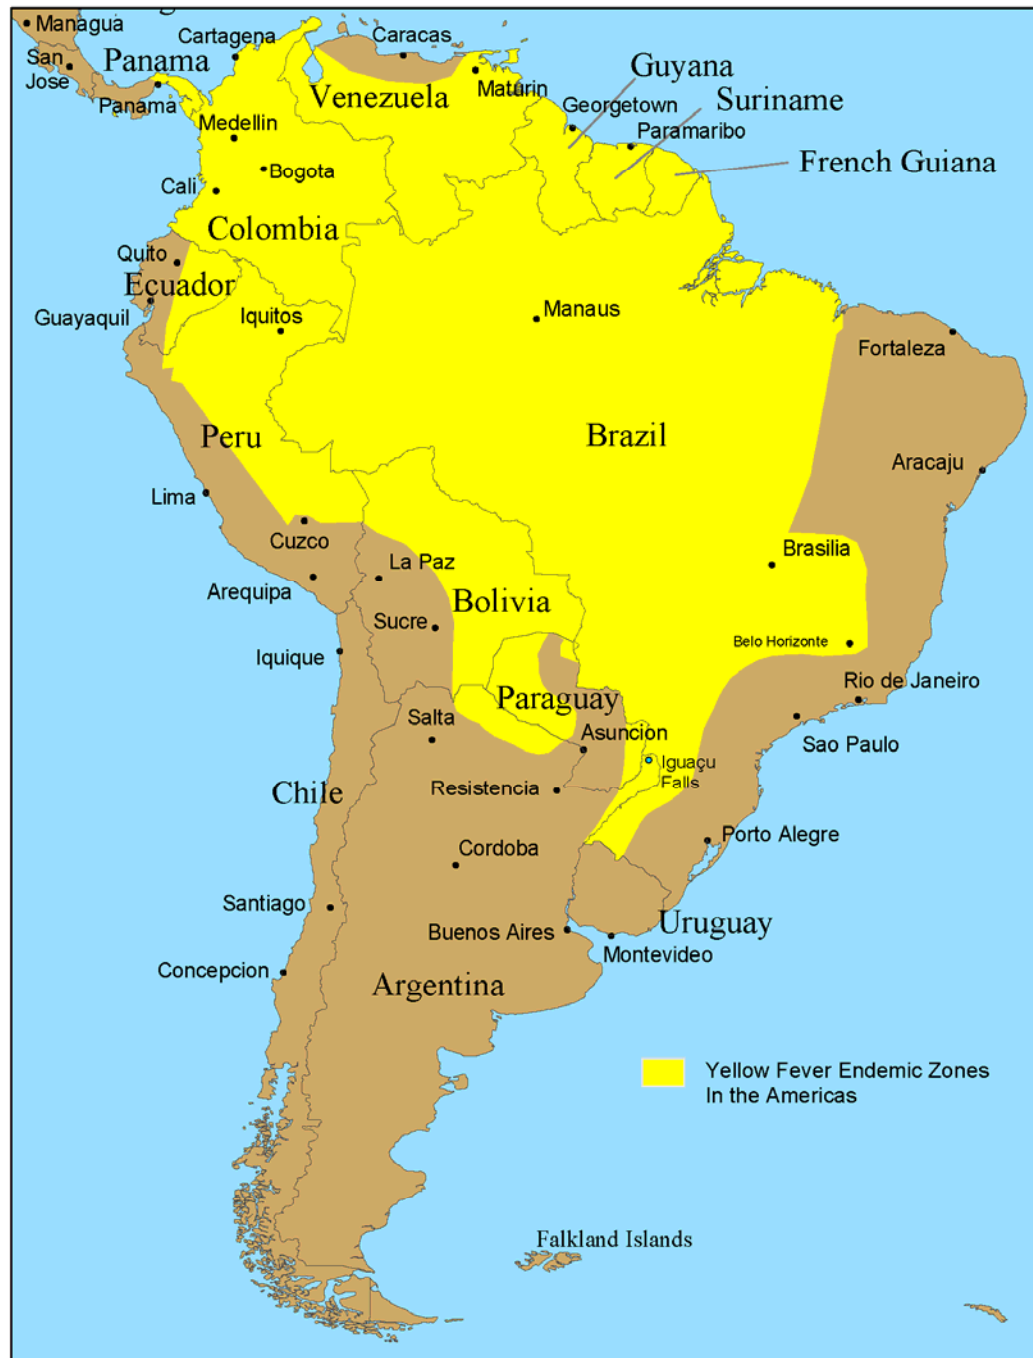 Managua
San
Jose
Panama
Panama
Cartagena
Caracas
Venezuela
Maturin
Guyana
Georgetown
Suriname
Paramaribo
French Guiana
Medellin
Bogota
Cali
Colombia
Quito
Ecuador
Guayaquil
Iquitos
Manaus
Fortaleza
Peru
Brazil
Aracaju
Lima
Cuzco
Brasilia
La Paz
Arequipa
Bolivia
Sucre
Belo Horizonte
Iquique
Rio de Janeiro
Paraguay
Salta
Asuncion
Sao Paulo
Iguaçu
Falls
Chile
Resistencia
Porto Alegre
Cordoba
Santiago
Uruguay
Buenos Aires
Montevideo
Concepcion
Argentina
Yellow Fever Endemic Zones
In the Americas
Falkland Islands